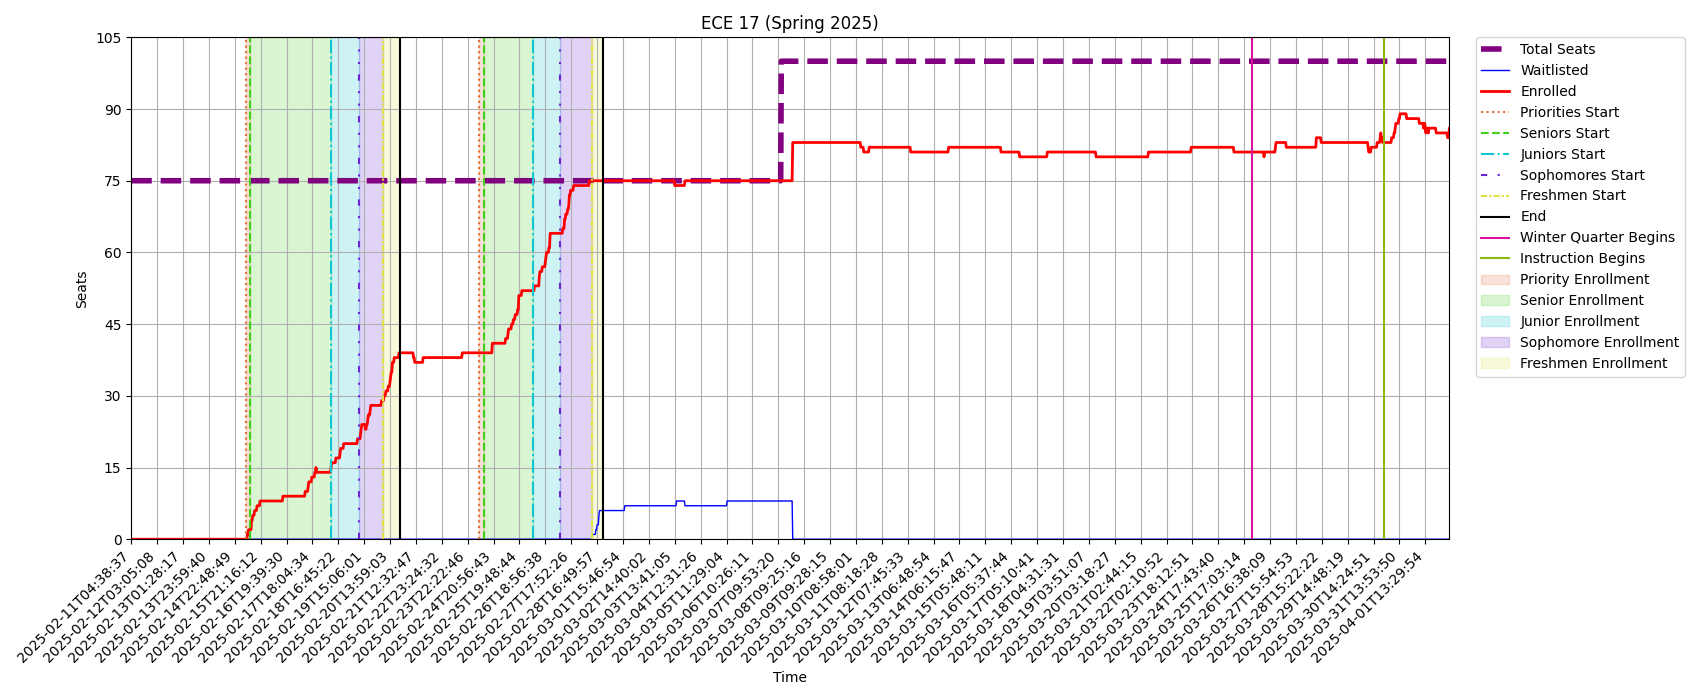 ECE 17 (Spring 2025)
105
90
75
60
45
30
15
0
Seats
2025-02-11T04:38:37
2025-02-12T03:05:08
2025-02-13T01:28:17
2025-02-13T23:59:40
2025-02-14T22:48:49
2025-02-15T21:16:12
2025-02-16T19:39:30
2025-02-17T18:04:34
2025-02-18T16:45:22
2025-02-19T15:06:01
2025-02-20T13:59:03
2025-02-21T12:32:47
2025-02-22T23:24:32
2025-02-23T22:22:46
2025-02-24T20:56:43
2025-02-25T19:48:44
2025-02-26T18:56:38
2025-02-27T17:52:26
2025-02-28T16:49:57
2025-03-01T15:46:54
2025-03-02T14:40:02
2025-03-03T13:41:05
2025-03-04T12:31:26
2025-03-05T11:29:04
2025-03-06T10:26:11
2025-03-07T09:53:20
2025-03-08T09:25:16
2025-03-09T09:28:15
2025-03-10T08:58:01
2025-03-11T08:18:28
2025-03-12T07:45:33
2025-03-13T06:48:54
2025-03-14T06:15:47
2025-03-15T05:48:11
2025-03-16T05:37:44
2025-03-17T05:10:41
2025-03-18T04:31:31
2025-03-19T03:51:07
2025-03-20T03:18:27
2025-03-21T02:44:15
2025-03-22T02:10:52
2025-03-23T18:12:51
2025-03-24T17:43:40
2025-03-25T17:03:14
2025-03-26T16:38:09
2025-03-27T15:54:53
2025-03-28T15:22:22
2025-03-29T14:48:19
2025-03-30T14:24:51
2025-03-31T13:53:50
2025-04-01T13:29:54
Time
Total Seats
Waitlisted
Enrolled
Priorities Start
Seniors Start
Juniors Start
Sophomores Start
Freshmen Start
End
Winter Quarter Begins
Instruction Begins
Priority Enrollment
Senior Enrollment
Junior Enrollment
Sophomore Enrollment
Freshmen Enrollment